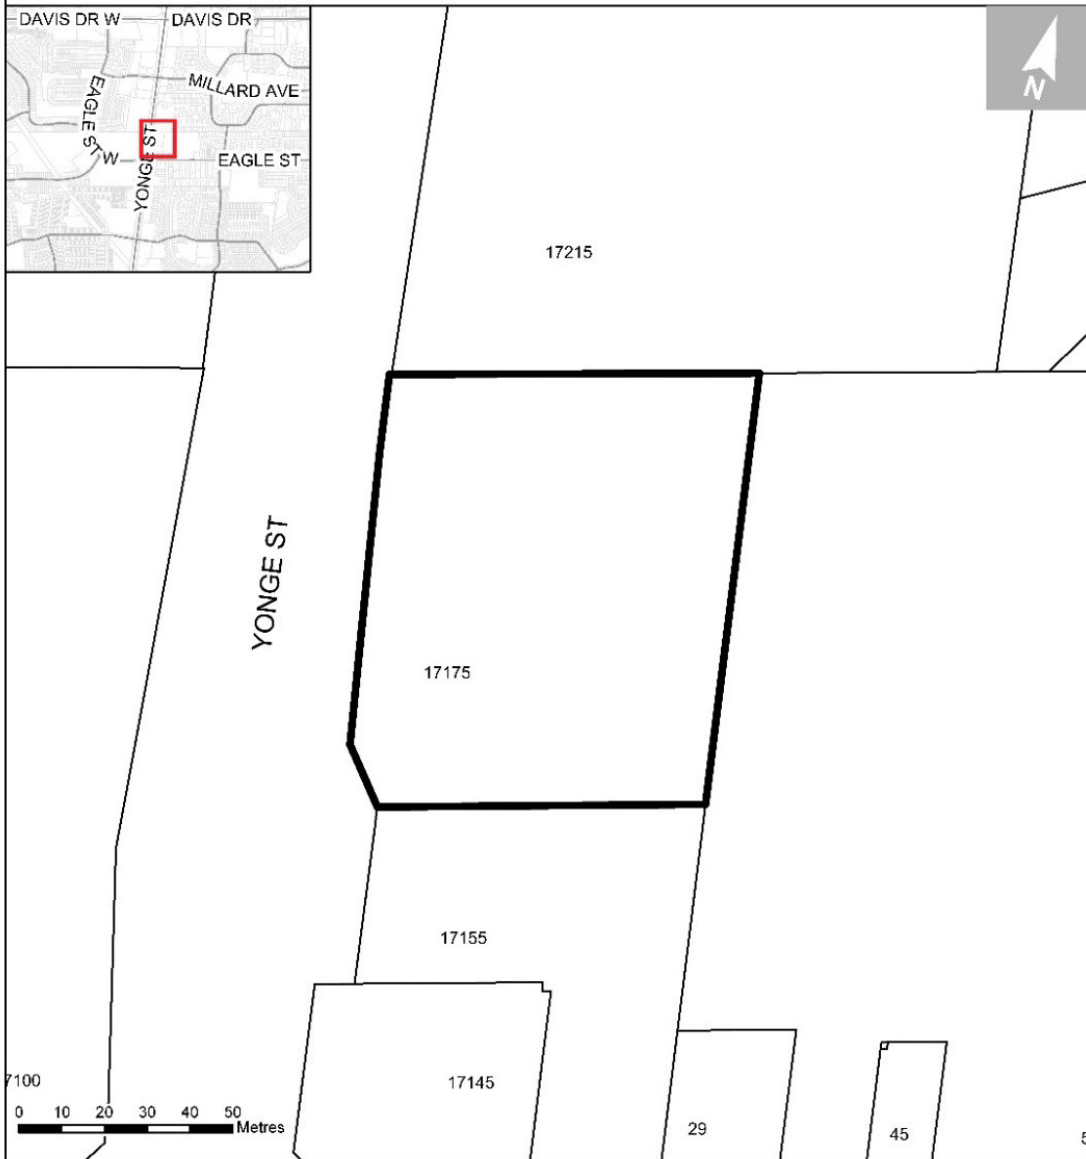 DAVIS DR W
DAVIS DR
MILLARD AVE
EAGLE ST W
YONGE ST
EAGLE ST
N
17215
YONGE ST
17175
17155
7100
17145
0 10 20 30 40 50
Metres
29
45
5